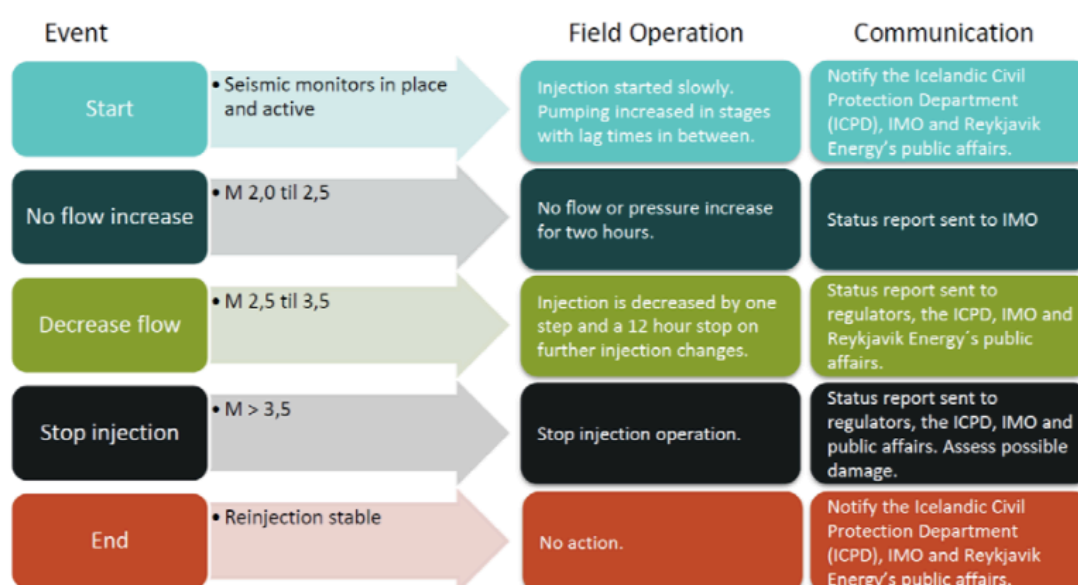 Event
Field Operation
Communication
Start
• Seismic monitors in place
and active
Injection started slowly.
Pumping increased in stages
with lag times in between.
Notify the Icelandic Civil
Protection Department
(ICPD), IMO and Reykjavik
Energy's public affairs.
No flow increase
• M 2,0 til 2,5
No flow or pressure increase
for two hours.
Status report sent to IMO
Decrease flow
• M 2,5 til 3,5
Injection is decreased by one
step and a 12 hour stop on
further injection changes.
Status report sent to
regulators, the ICPD, IMO and
Reykjavik Energy´s public
affairs.
Stop injection
• M > 3,5
Stop injection operation.
Status report sent to
regulators, the ICPD, IMO and
public affairs. Assess possible
damage.
End
• Reinjection stable
No action.
Notify the Icelandic Civil
Protection Department
(ICPD), IMO and Reykjavik
Energy's public affairs.